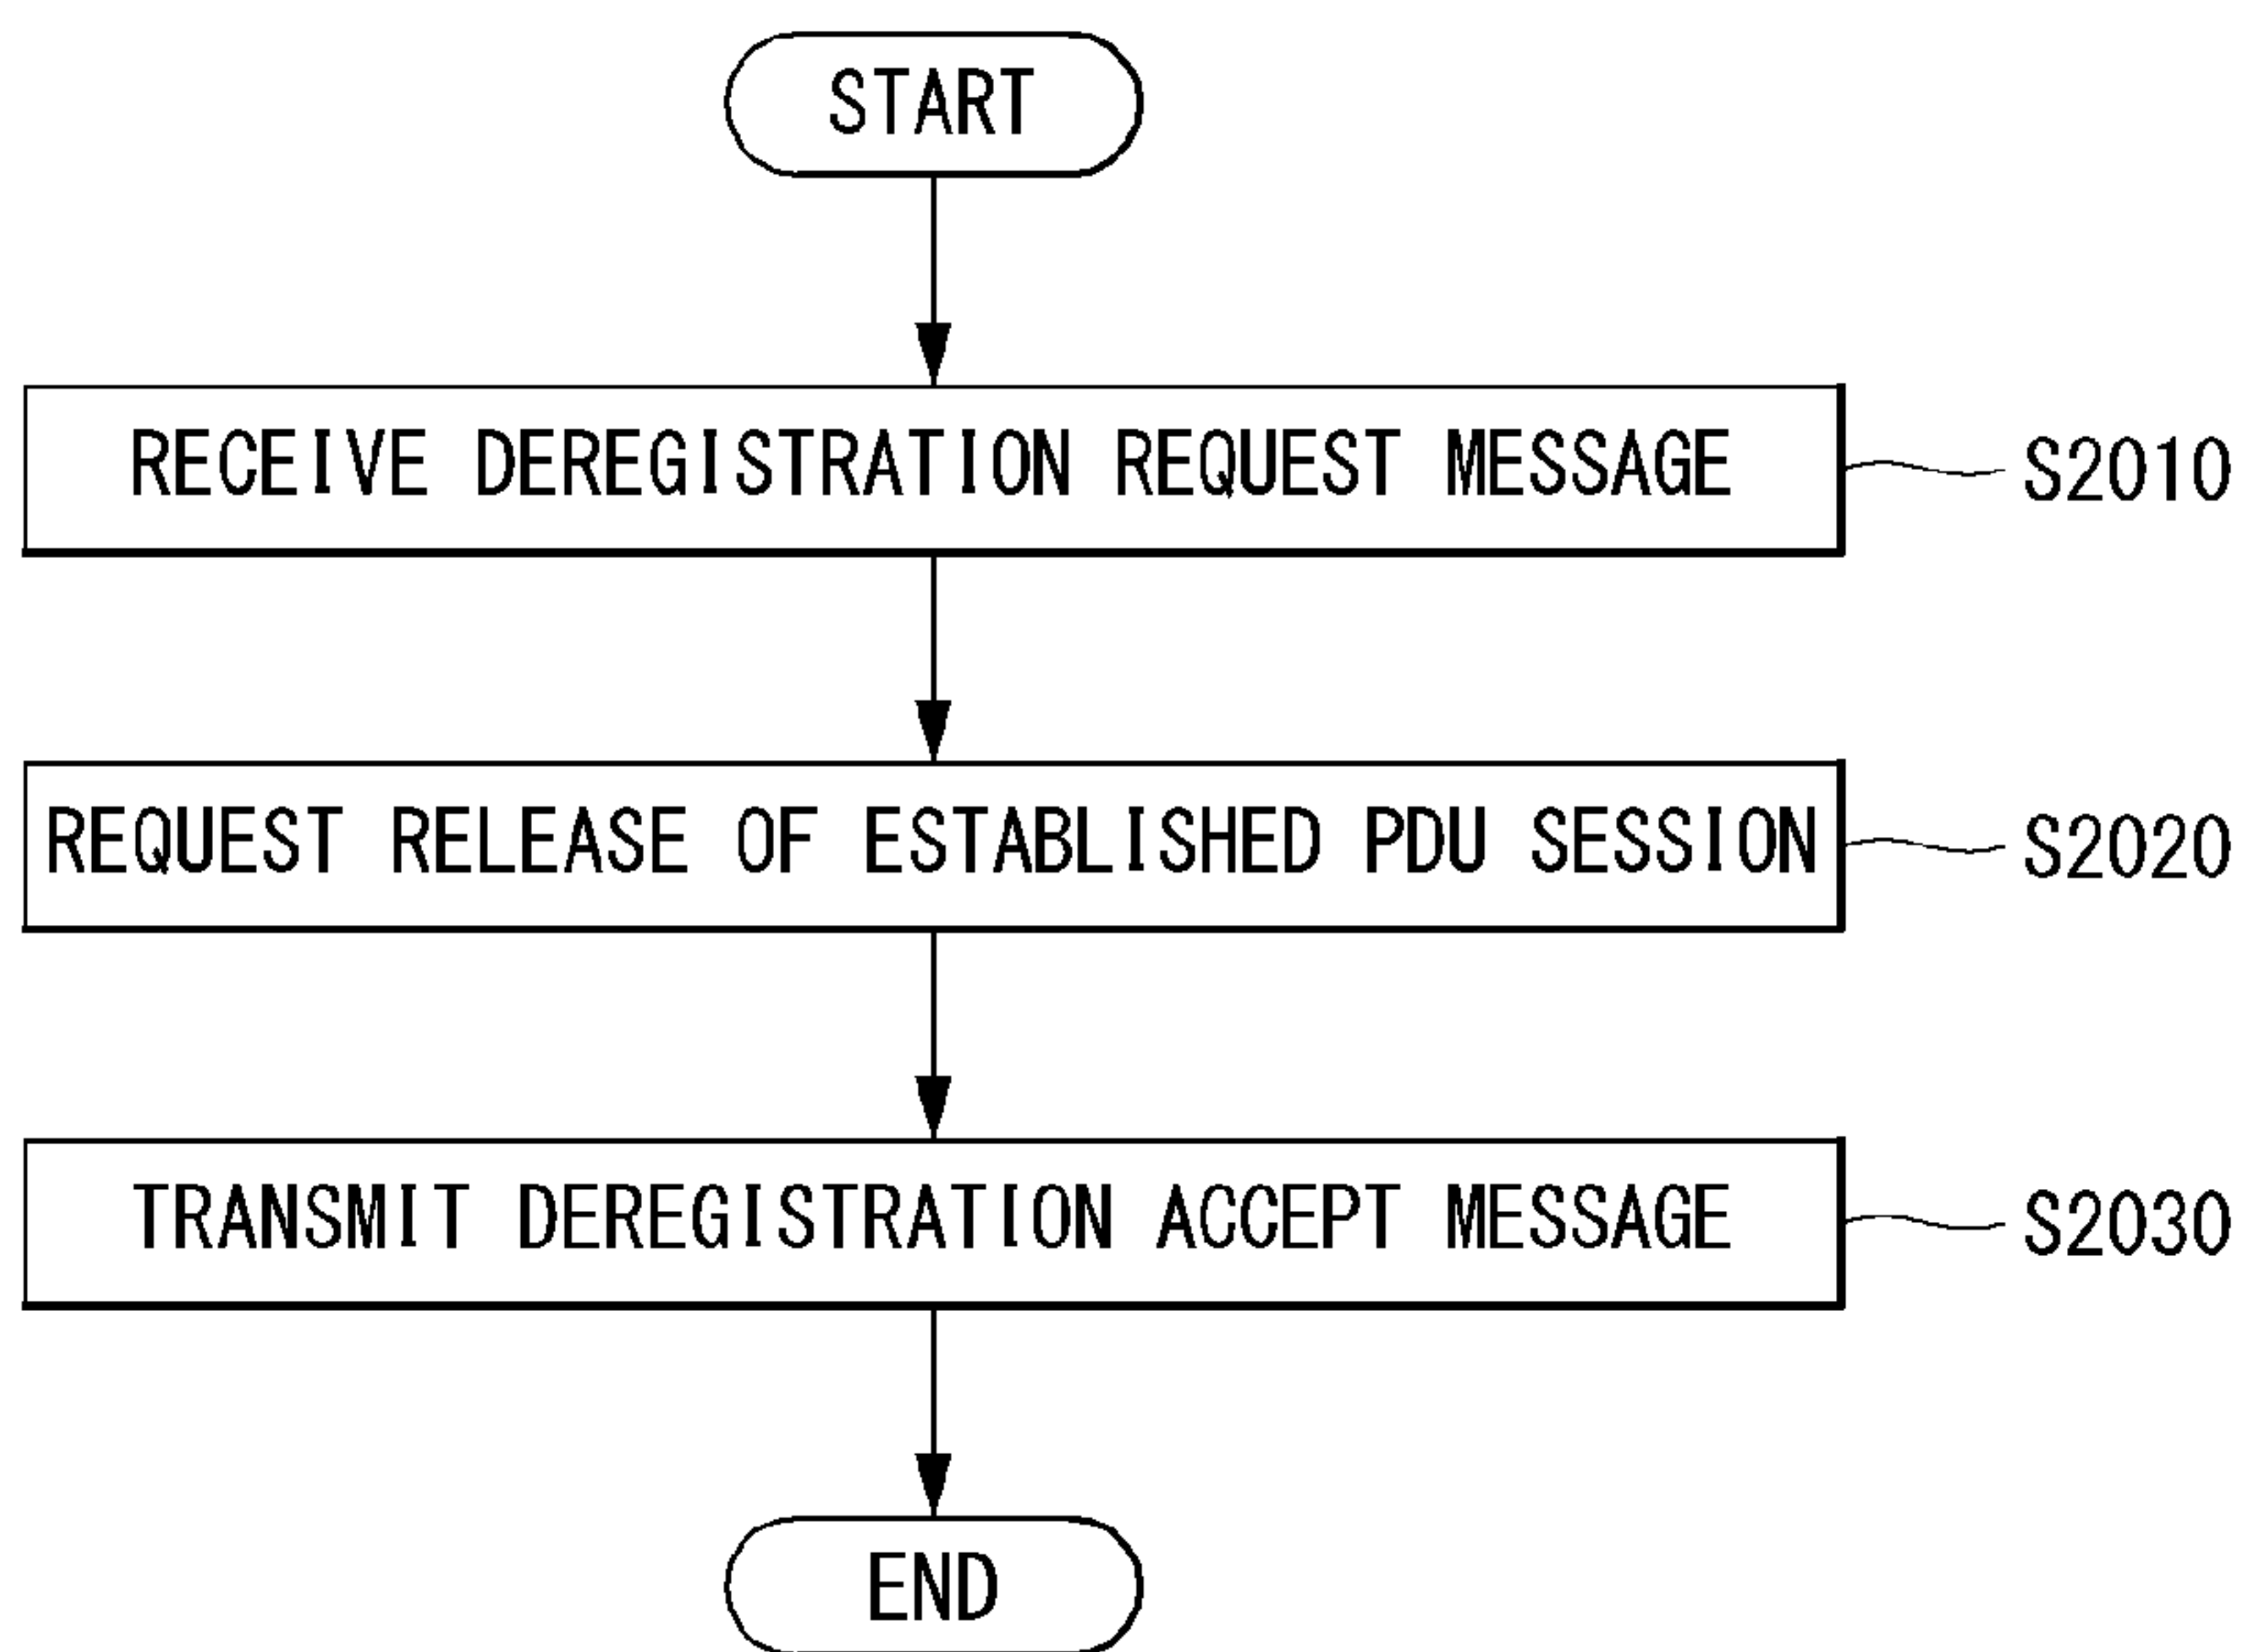 START
RECEIVE DEREGISTRATION REQUEST MESSAGE S2010
REQUEST RELEASE OF ESTABLISHED PDU SESSION S2020
TRANSMIT DEREGISTRATION ACCEPT MESSAGE S2030
END